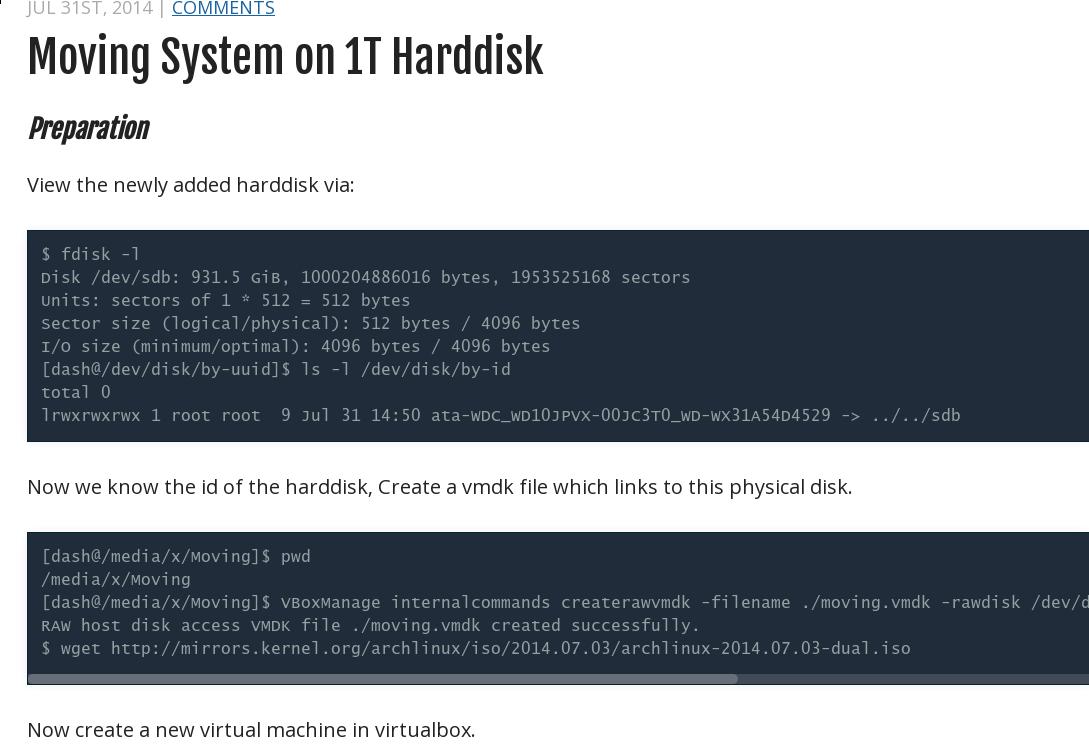 JUL 31ST, 2014 | COMMENTS
Moving System on 1T Harddisk
Preparation
View the newly added harddisk via:
$ fdisk -l
Disk /dev/sdb: 931.5 GiB, 1000204886016 bytes, 1953525168 sectors
Units: sectors of 1 * 512 = 512 bytes
Sector size (logical/physical): 512 bytes / 4096 bytes
I/O size (minimum/optimal): 4096 bytes / 4096 bytes
[dash@/dev/disk/by-uuid]$ ls -l /dev/disk/by-id
total 0
lrwxrwxrwx 1 root root  9 Jul 31 14:50 ata-WDC_WD10JPVX-00JC3T0_WD-WX31A54D4529 -> ../../sdb
Now we know the id of the harddisk, Create a vmdk file which links to this physical disk.
[dash@/media/x/Moving]$ pwd
/media/x/Moving
[dash@/media/x/Moving]$ VBoxManage internalcommands createrawvmdk -filename ./moving.vmdk -rawdisk /dev/d
RAW host disk access VMDK file ./moving.vmdk created successfully.
$ wget http://mirrors.kernel.org/archlinux/iso/2014.07.03/archlinux-2014.07.03-dual.iso
Now create a new virtual machine in virtualbox.